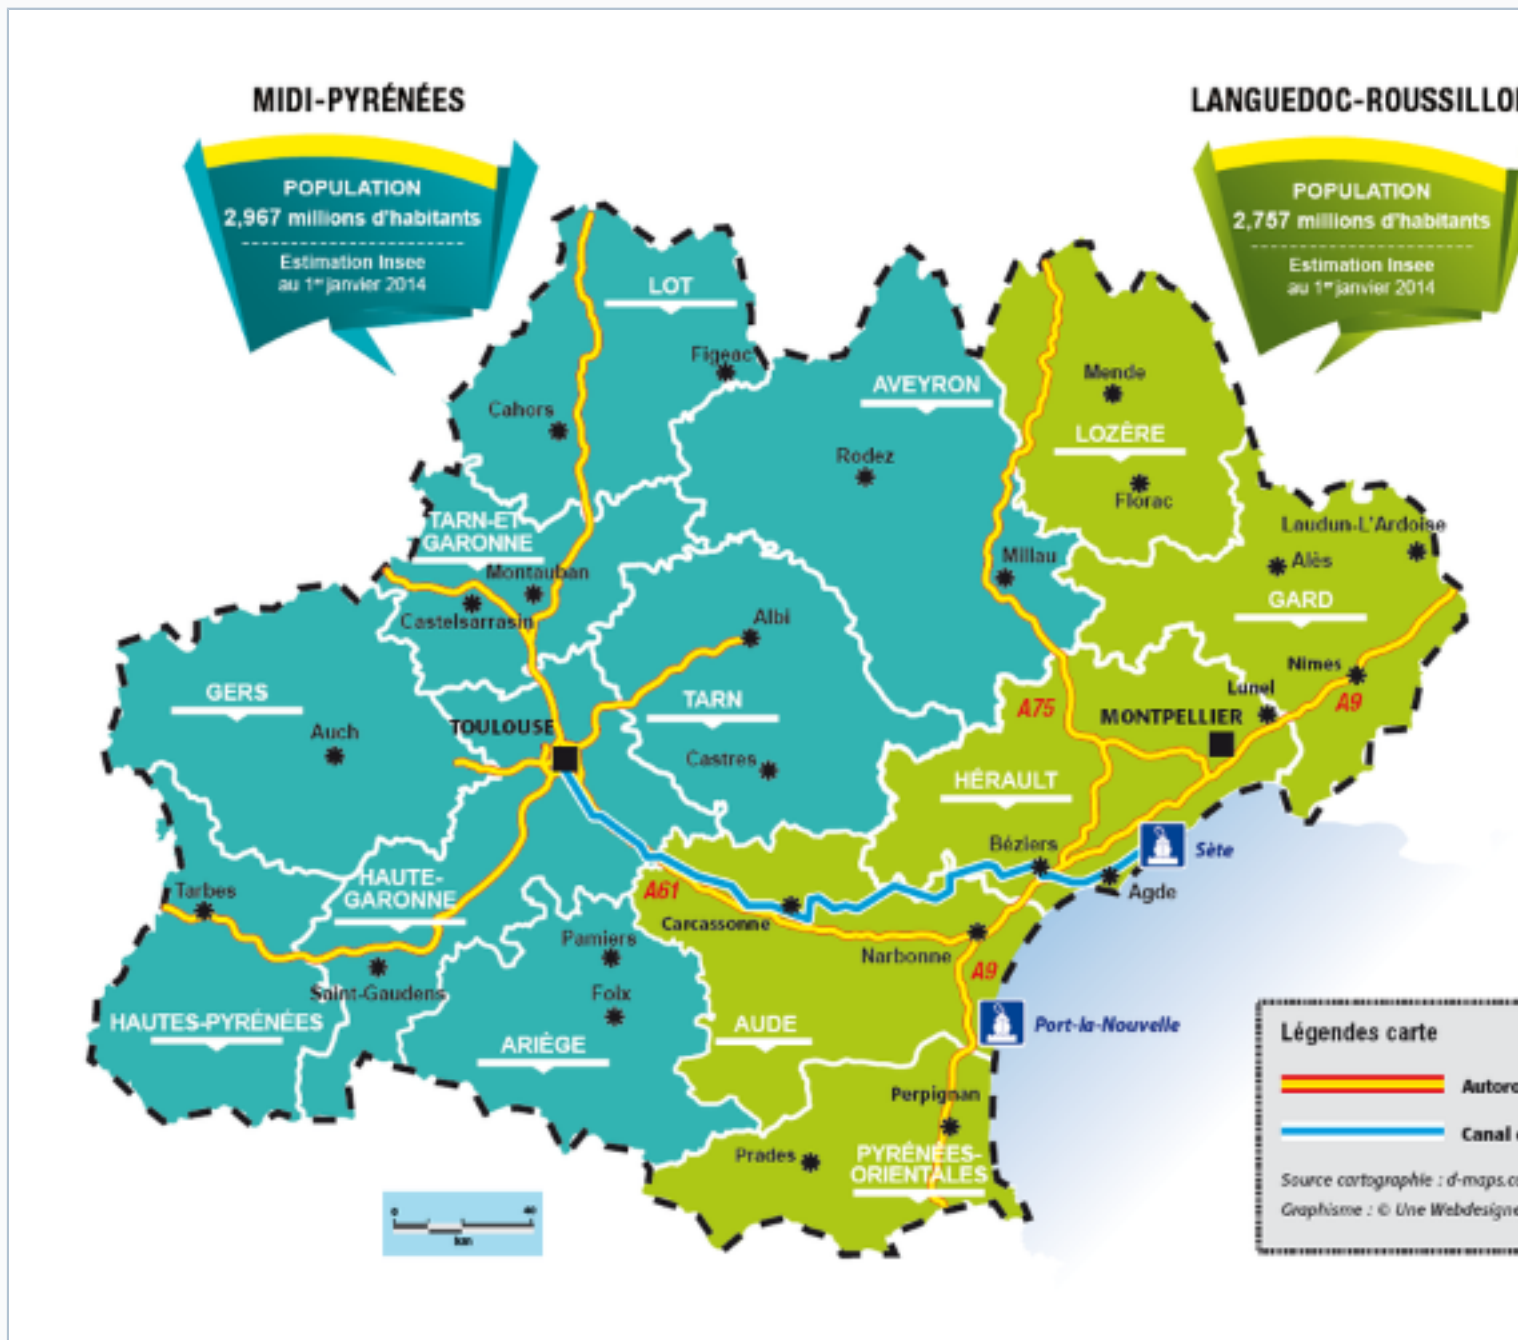 MIDI-PYRÉNÉES
POPULATION
2,967 millions d'habitants
Estimation Insee
au 1er janvier 2014
LANGUEDOC-ROUSSILLO
POPULATION
2,757 millions d'habitants
Estimation Insee
au 1er janvier 2014
LOT
Figeac
Cahors
AVEYRON
Rodez
Mende
LOZÈRE
Florac
TARN-ET
GARONNE
Montauban
Castelsarrasin
Millau
Laudun-L'Ardoise
Alès
GARD
Albi
TARN
Castres
GERS
Auch
TOULOUSE
Nîmes
Lunel
A9
A75
MONTPELLIER
HÉRAULT
Béziers
Sète
Agde
HAUTE-
GARONNE
Tarbes
A61
Carcassonne
Narbonne
A9
Pamiers
Foix
Saint-Gaudens
HAUTES-PYRÉNÉES
ARIÈGE
AUDE
Port-la-Nouvelle
Perpignan
Prades
PYRÉNÉES-
ORIENTALES
0 40
km
Légendes carte
Autoro
Canal
Source cartographie : d-maps.co
Graphisme : © Une Webdesigne